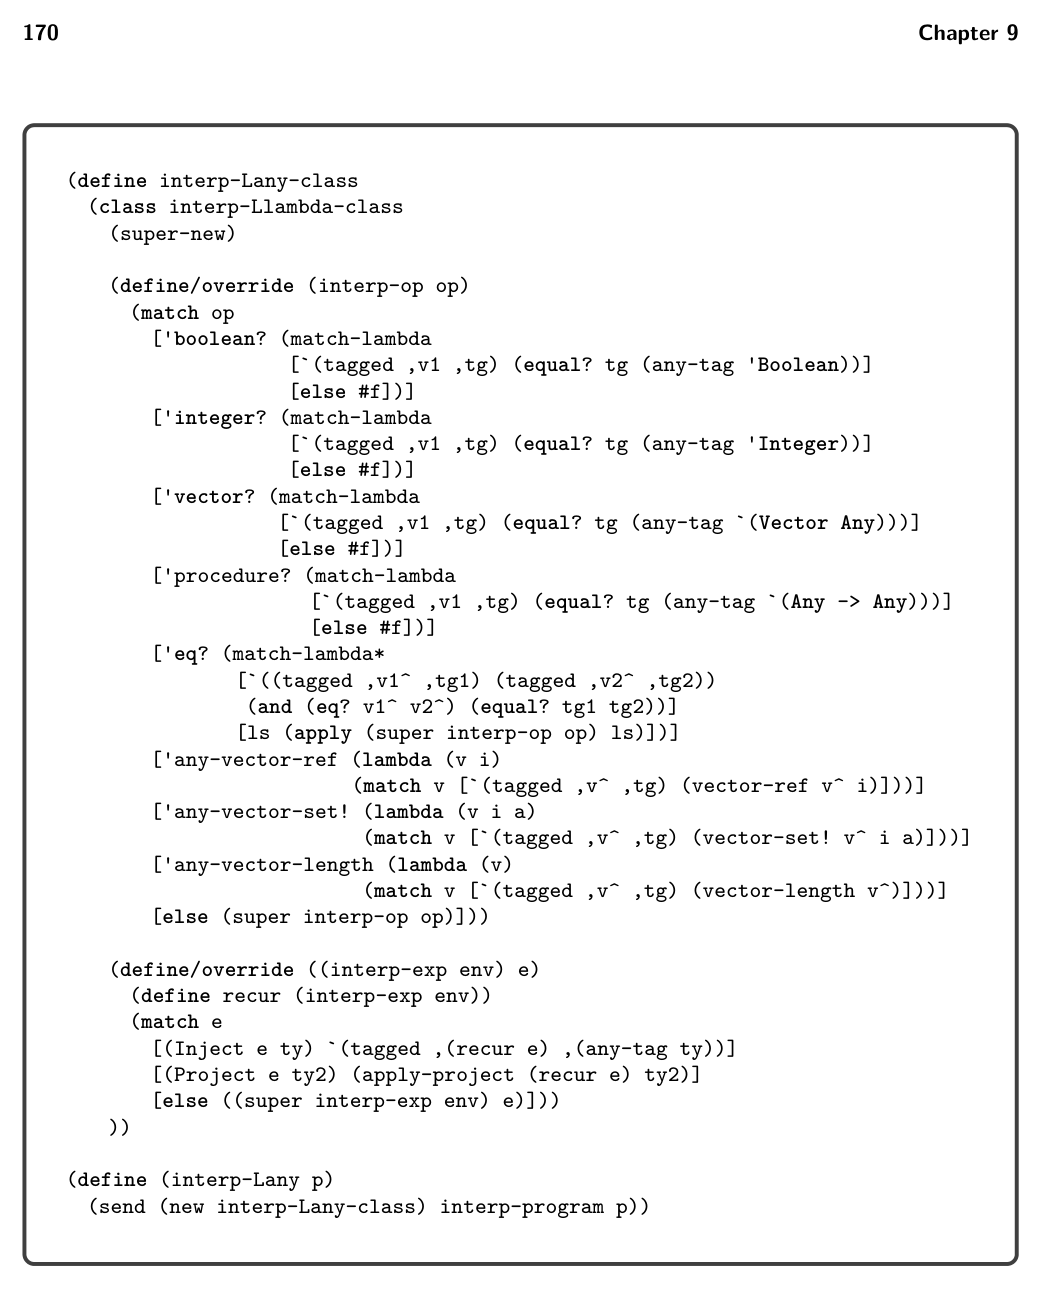 170 Chapter 9
(define interp-Lany-class
  (class interp-Llambda-class
    (super-new)

    (define/override (interp-op op)
      (match op
        ['boolean? (match-lambda
                     [`(tagged ,v1 ,tg) (equal? tg (any-tag 'Boolean))]
                     [else #f])]
        ['integer? (match-lambda
                     [`(tagged ,v1 ,tg) (equal? tg (any-tag 'Integer))]
                     [else #f])]
        ['vector? (match-lambda
                    [`(tagged ,v1 ,tg) (equal? tg (any-tag `(Vector Any)))]
                    [else #f])]
        ['procedure? (match-lambda
                       [`(tagged ,v1 ,tg) (equal? tg (any-tag `(Any -> Any)))]
                       [else #f])]
        ['eq? (match-lambda*
                [`((tagged ,v1^ ,tg1) (tagged ,v2^ ,tg2))
                 (and (eq? v1^ v2^) (equal? tg1 tg2))]
                [ls (apply (super interp-op op) ls)])]
        ['any-vector-ref (lambda (v i)
                           (match v [`(tagged ,v^ ,tg) (vector-ref v^ i)]))]
        ['any-vector-set! (lambda (v i a)
                            (match v [`(tagged ,v^ ,tg) (vector-set! v^ i a)]))]
        ['any-vector-length (lambda (v)
                            (match v [`(tagged ,v^ ,tg) (vector-length v^)]))]
        [else (super interp-op op)]))

    (define/override ((interp-exp env) e)
      (define recur (interp-exp env))
      (match e
        [(Inject e ty) `(tagged ,(recur e) ,(any-tag ty))]
        [(Project e ty2) (apply-project (recur e) ty2)]
        [else ((super interp-exp env) e)]))
    ))

(define (interp-Lany p)
  (send (new interp-Lany-class) interp-program p))